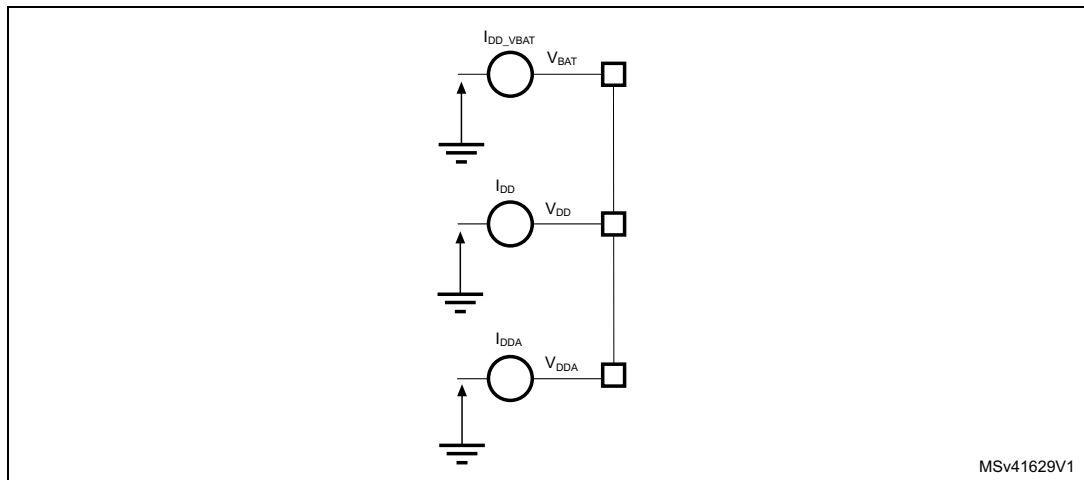 IDD_VBAT
VBAT
IDD
VDD
IDDA
VDDA
MSv41629V1